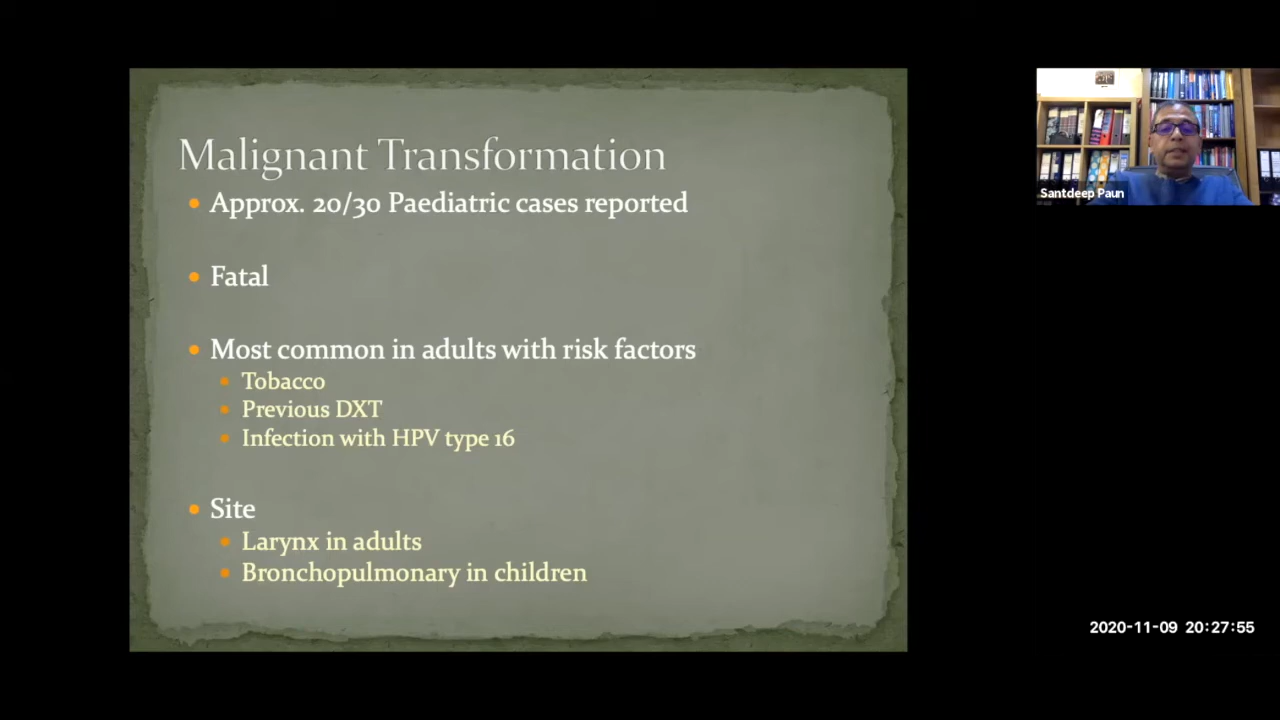 Malignant Transformation
Approx. 20/30 Paediatric cases reported
Fatal
Most common in adults with risk factors
Tobacco
Previous DXT
Infection with HPV type 16
Site
Larynx in adults
Bronchopulmonary in children
Santdeep Paun
2020-11-09 20:27:55